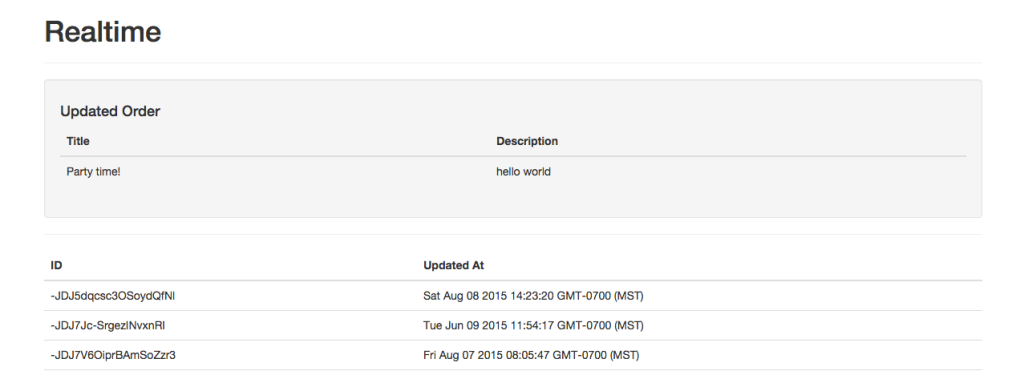 Realtime
Updated Order
Title Description
Party time! hello world
ID Updated At
-JDJ5dqcsc3OSoydQfNl Sat Aug 08 2015 14:23:20 GMT-0700 (MST)
-JDJ7Jc-SrgezINvxnRI Tue Jun 09 2015 11:54:17 GMT-0700 (MST)
-JDJ7V6OiprBAmSoZzr3 Fri Aug 07 2015 08:05:47 GMT-0700 (MST)